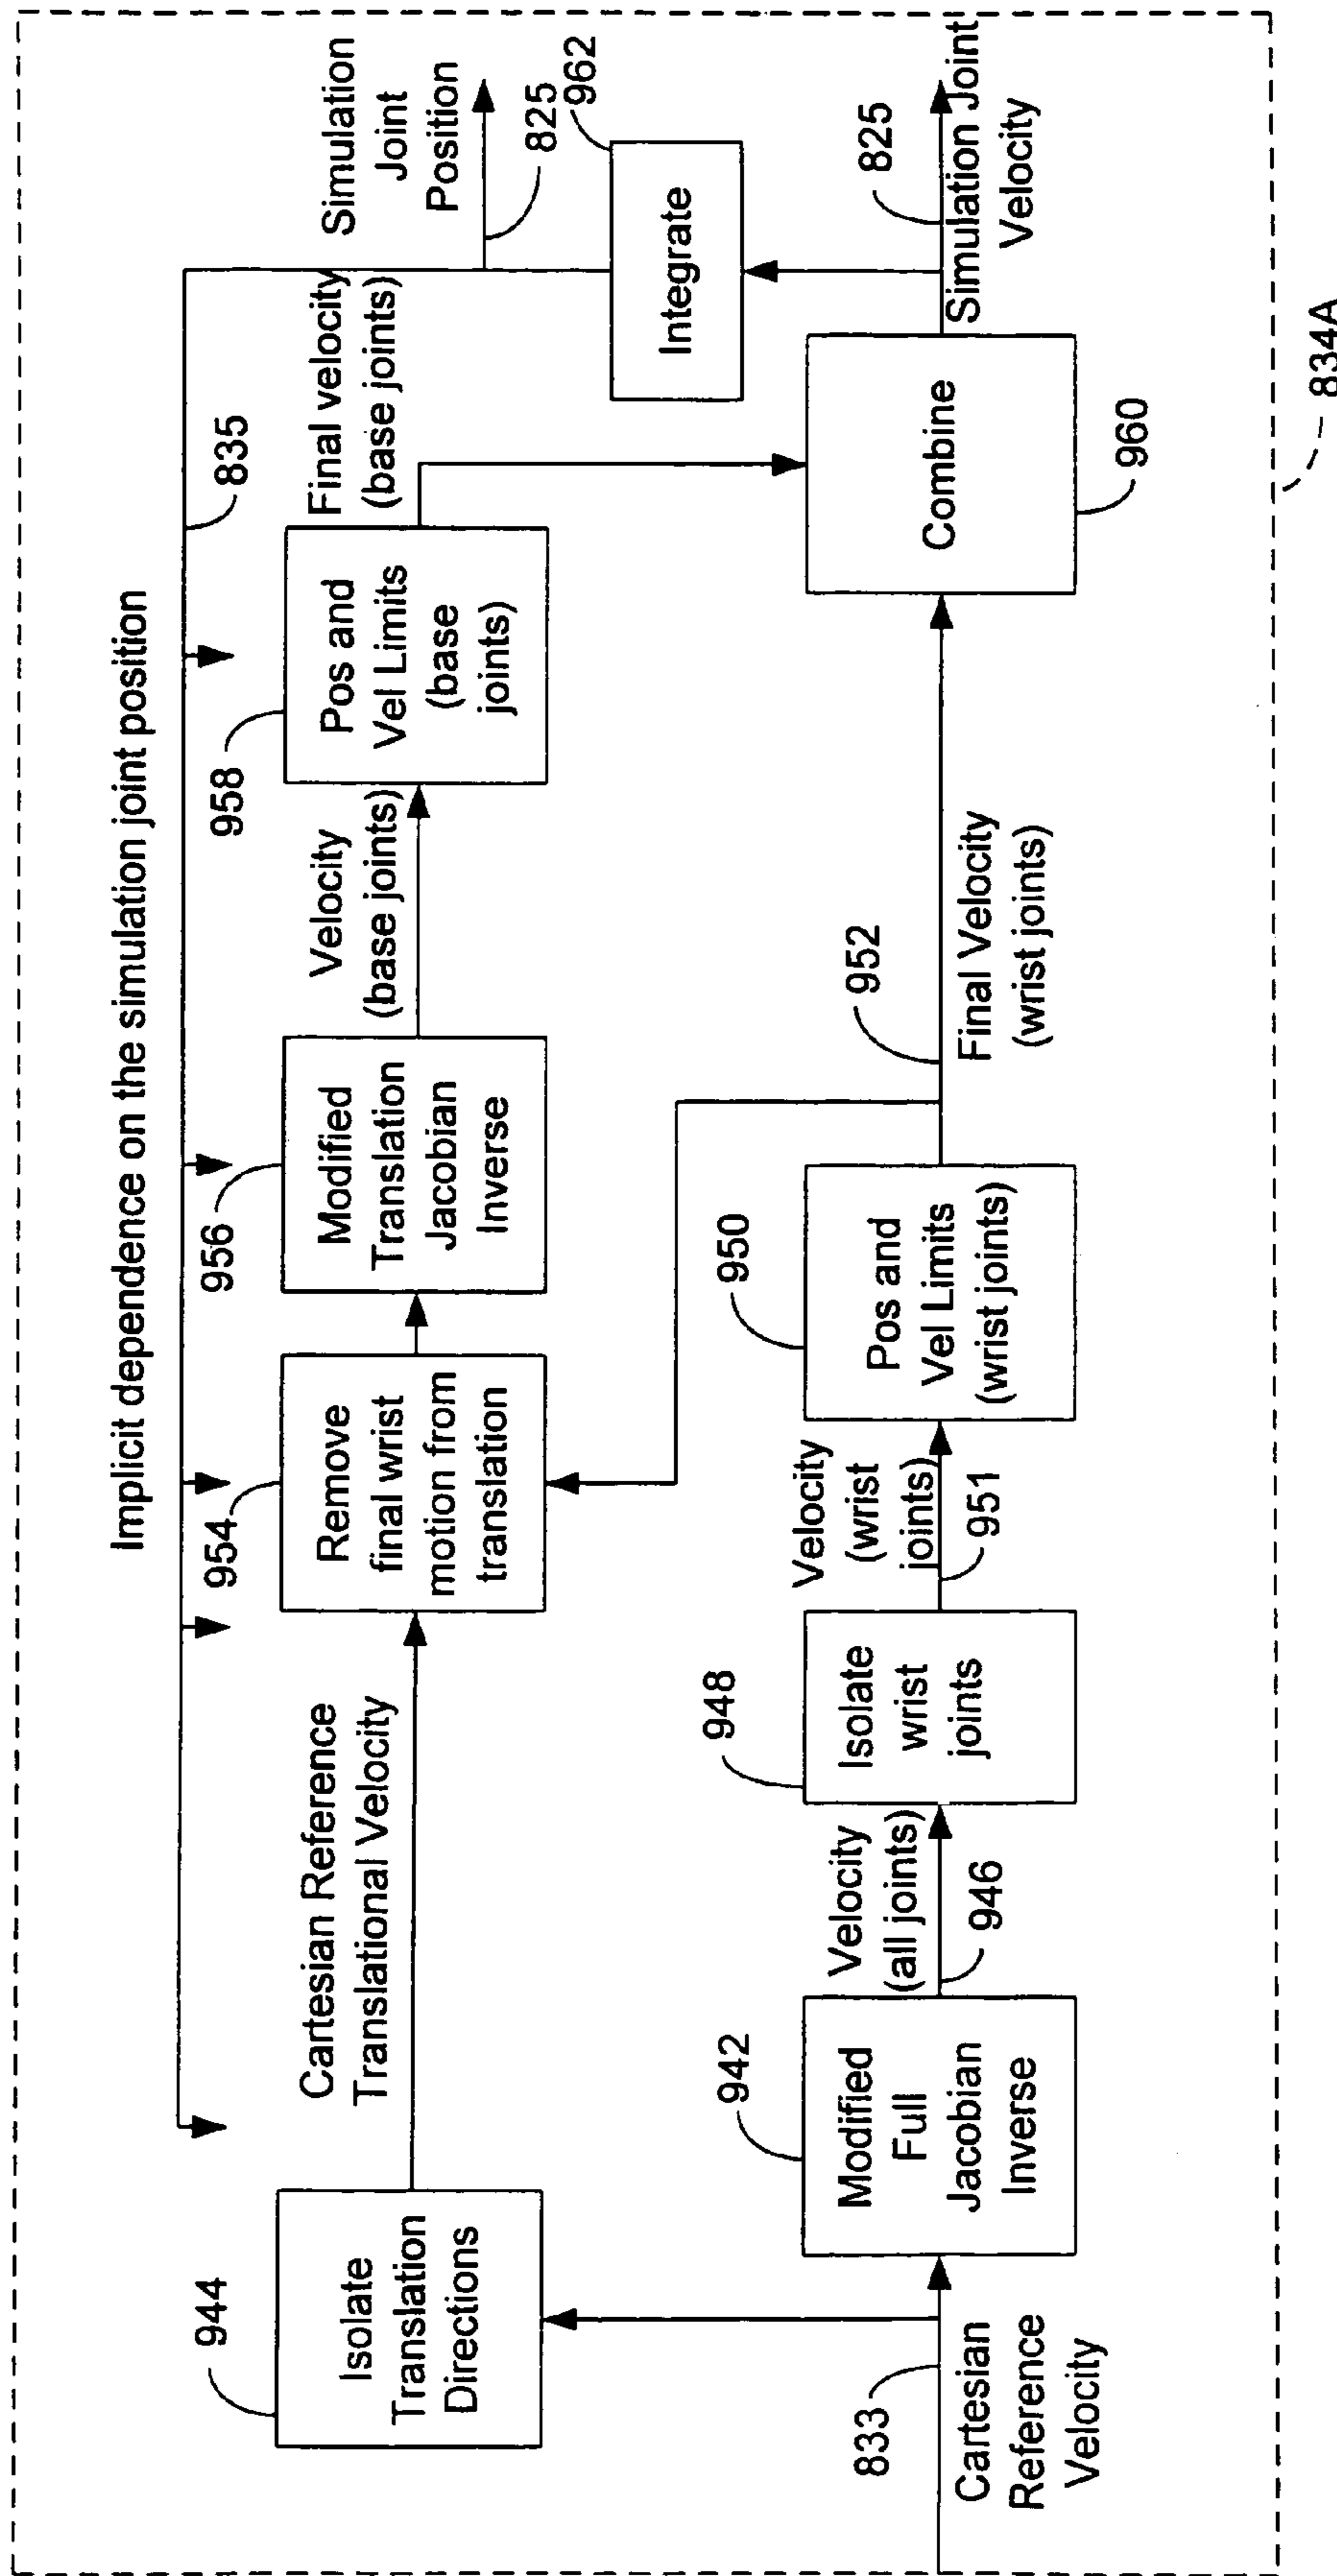 Implicit dependence on the simulation joint position
835
Simulation
Joint
Position
825
962
944
Isolate
Translation
Directions
Cartesian Reference
Translational Velocity
954
Remove
final wrist
motion from
translation
956
Modified
Translation
Jacobian
Inverse
Velocity
(base joints)
958
Pos and
Vel Limits
(base
joints)
Final velocity
(base joints)
Integrate
833
Cartesian
Reference
Velocity
942
Modified
Full
Jacobian
Inverse
Velocity
(all joints)
946
948
Isolate
wrist
joints
Velocity
(wrist
joints)
951
950
Pos and
Vel Limits
(wrist joints)
952
Final Velocity
(wrist joints)
Combine
960
825
Simulation Joint
Velocity
834A